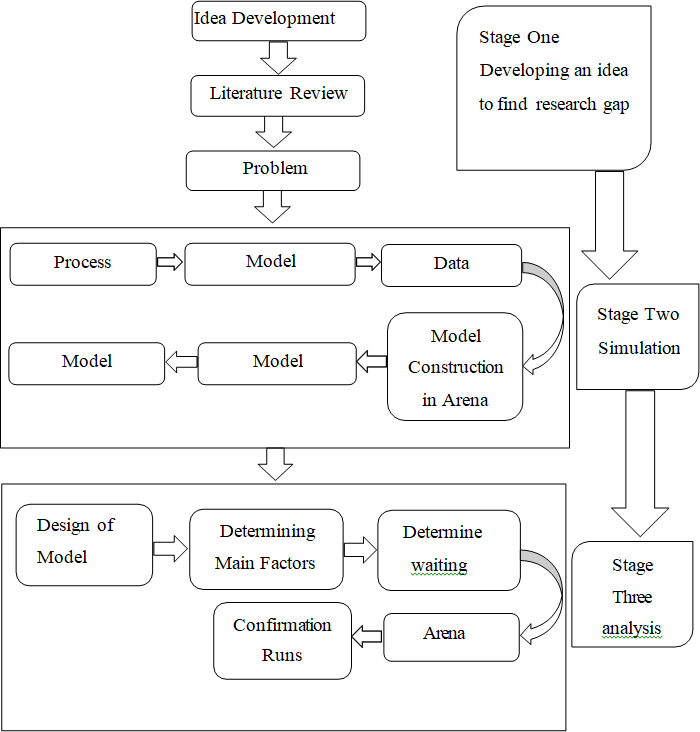 Idea Development
Literature Review
Problem
Stage One
Developing an idea
to find research gap
Process
Model
Data
Model
Construction
in Arena
Model
Model
Stage Two
Simulation
Design of
Model
Determining
Main Factors
Determine
waiting
Arena
Confirmation
Runs
Stage
Three
analysis